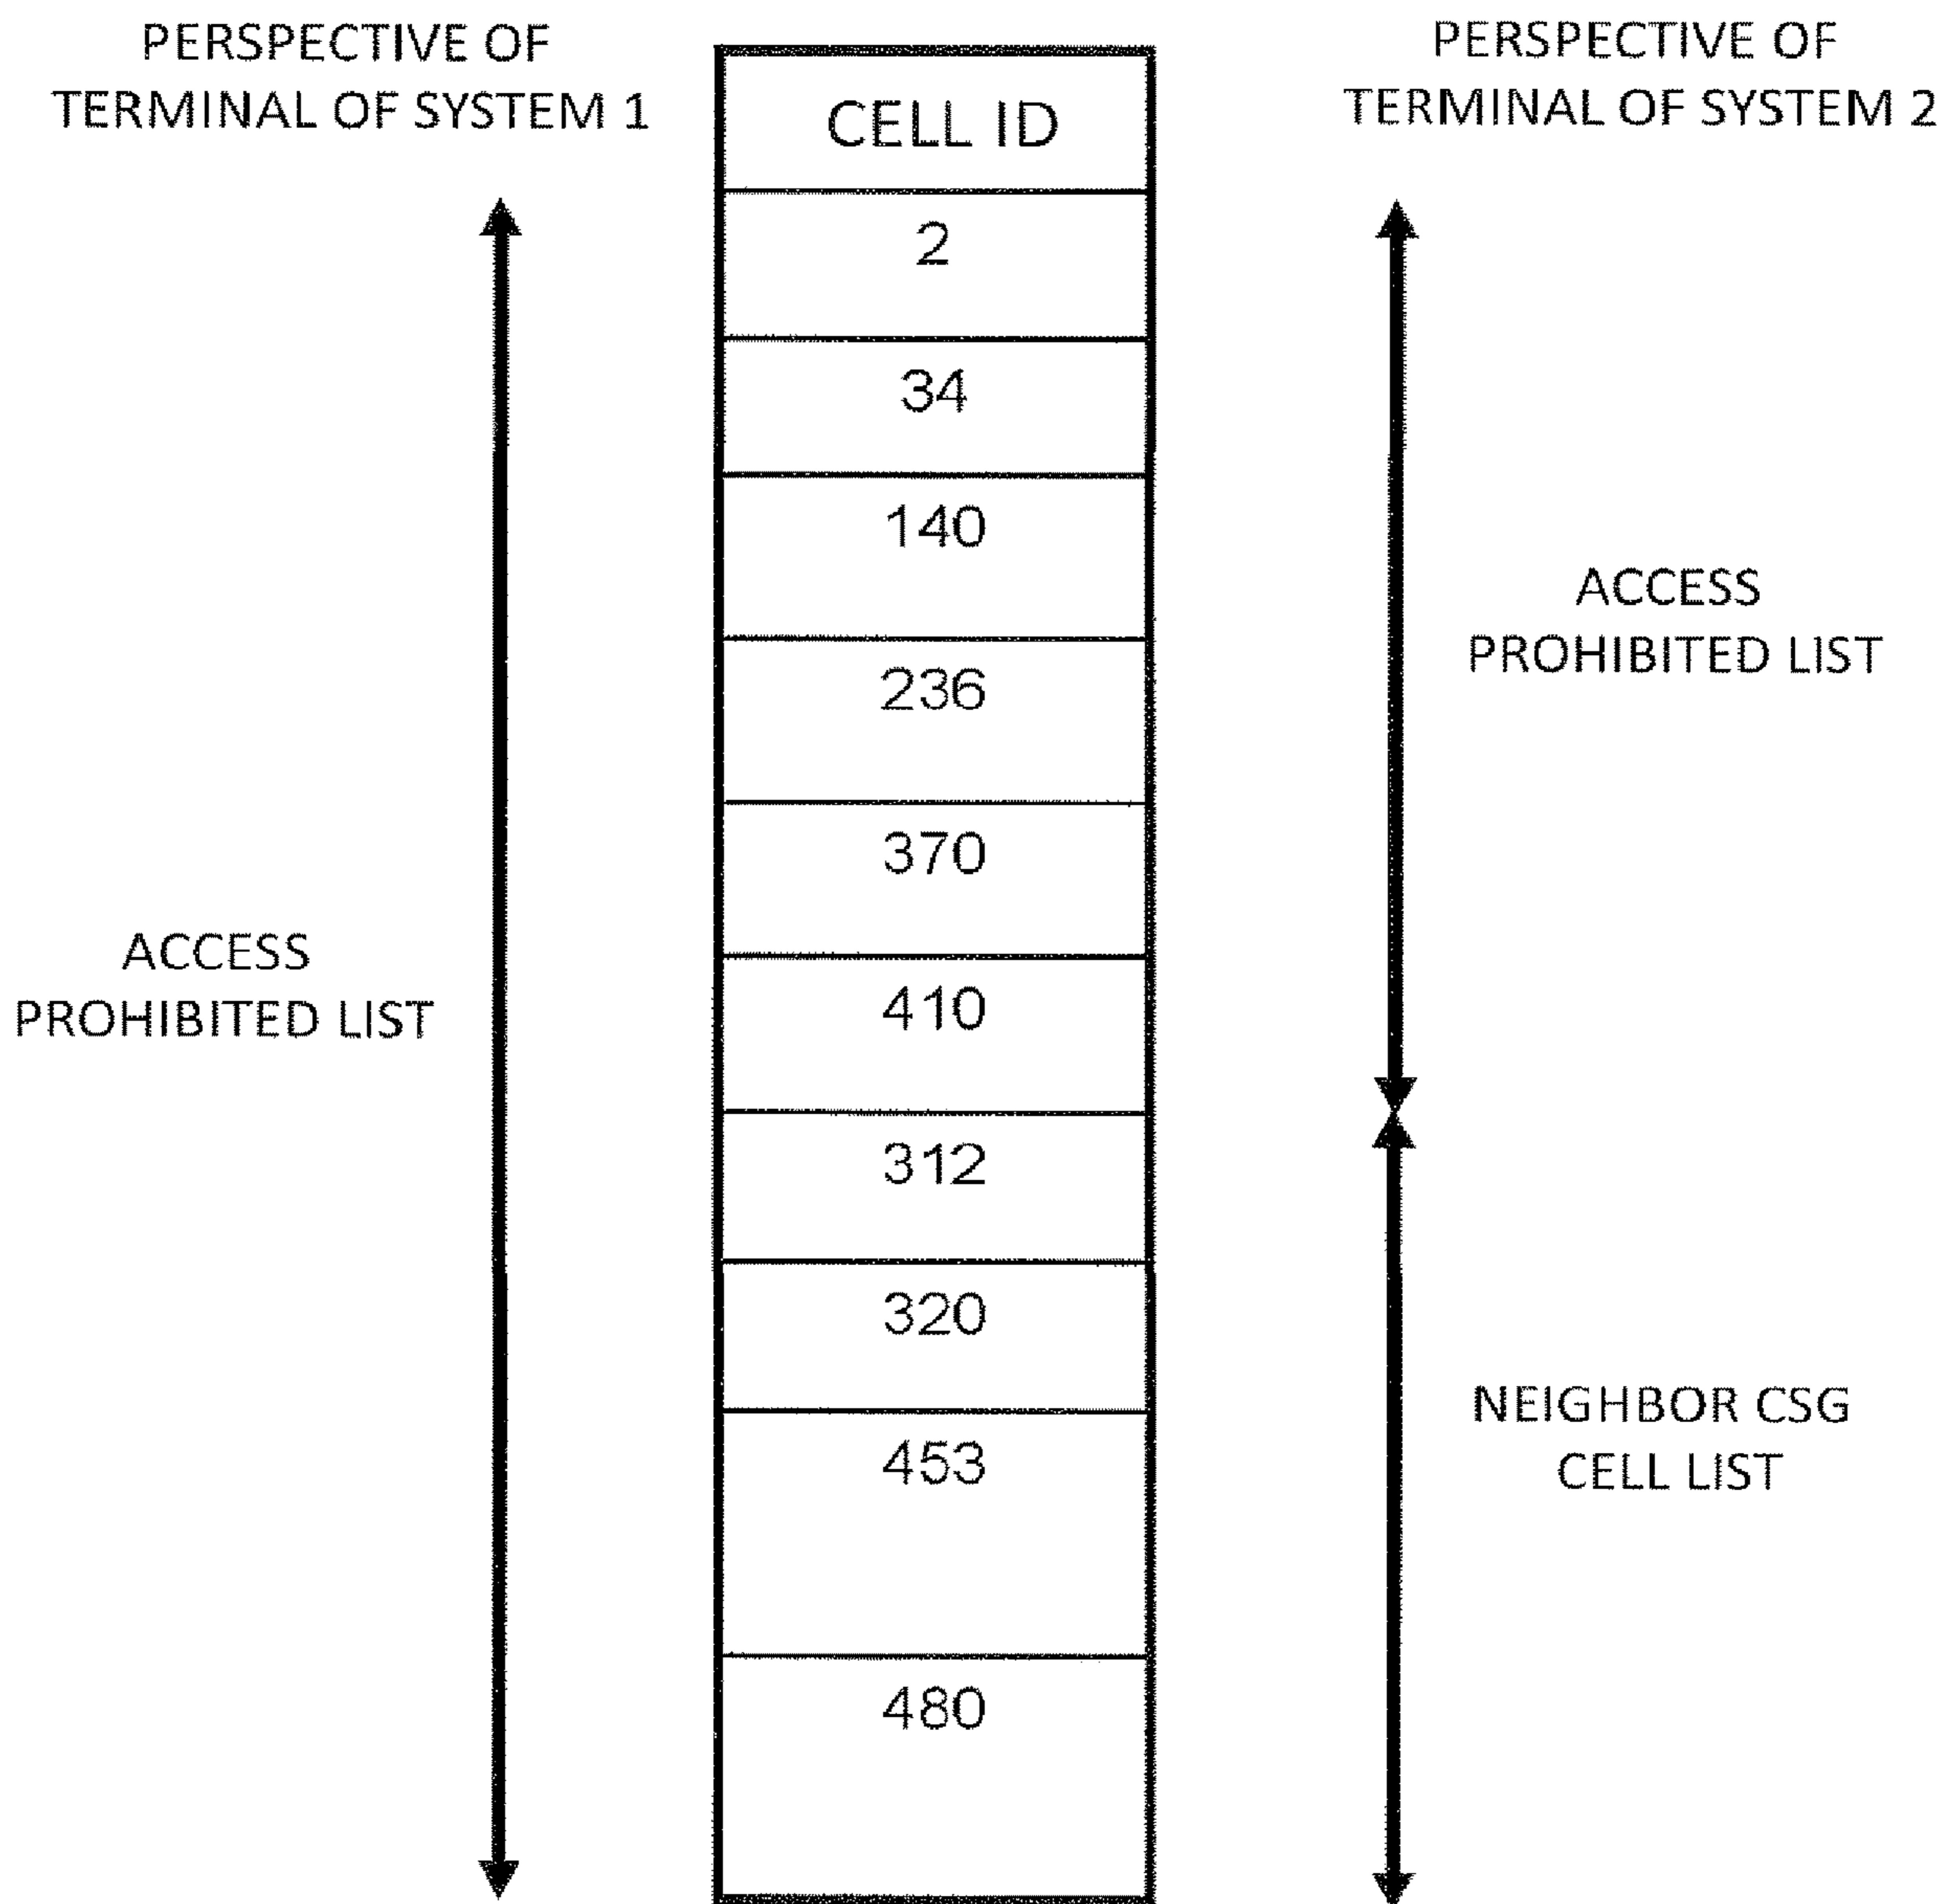 PERSPECTIVE OF
TERMINAL OF SYSTEM 1
PERSPECTIVE OF
TERMINAL OF SYSTEM 2
CELL ID
2
34
140
236
370
410
312
320
453
480
ACCESS
PROHIBITED LIST
ACCESS
PROHIBITED LIST
NEIGHBOR CSG
CELL LIST